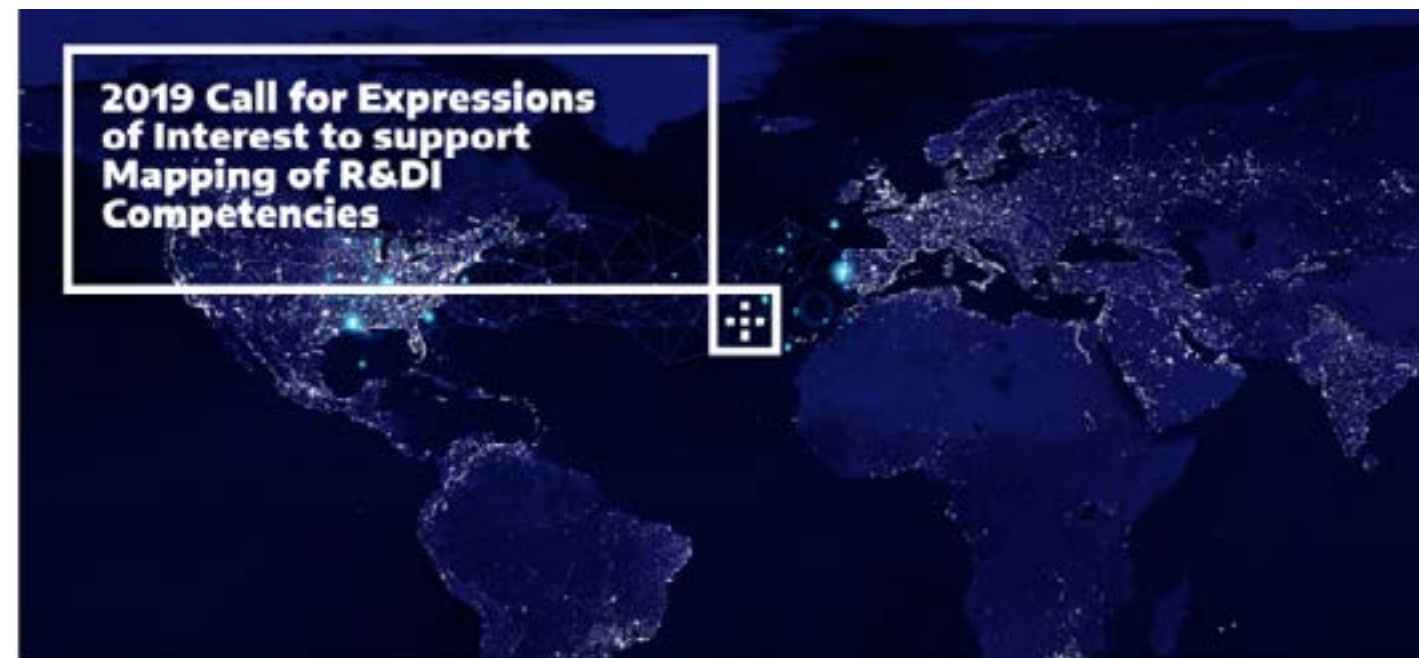 2019 Call for Expressions
of Interest to support
Mapping of R&DI
Competencies